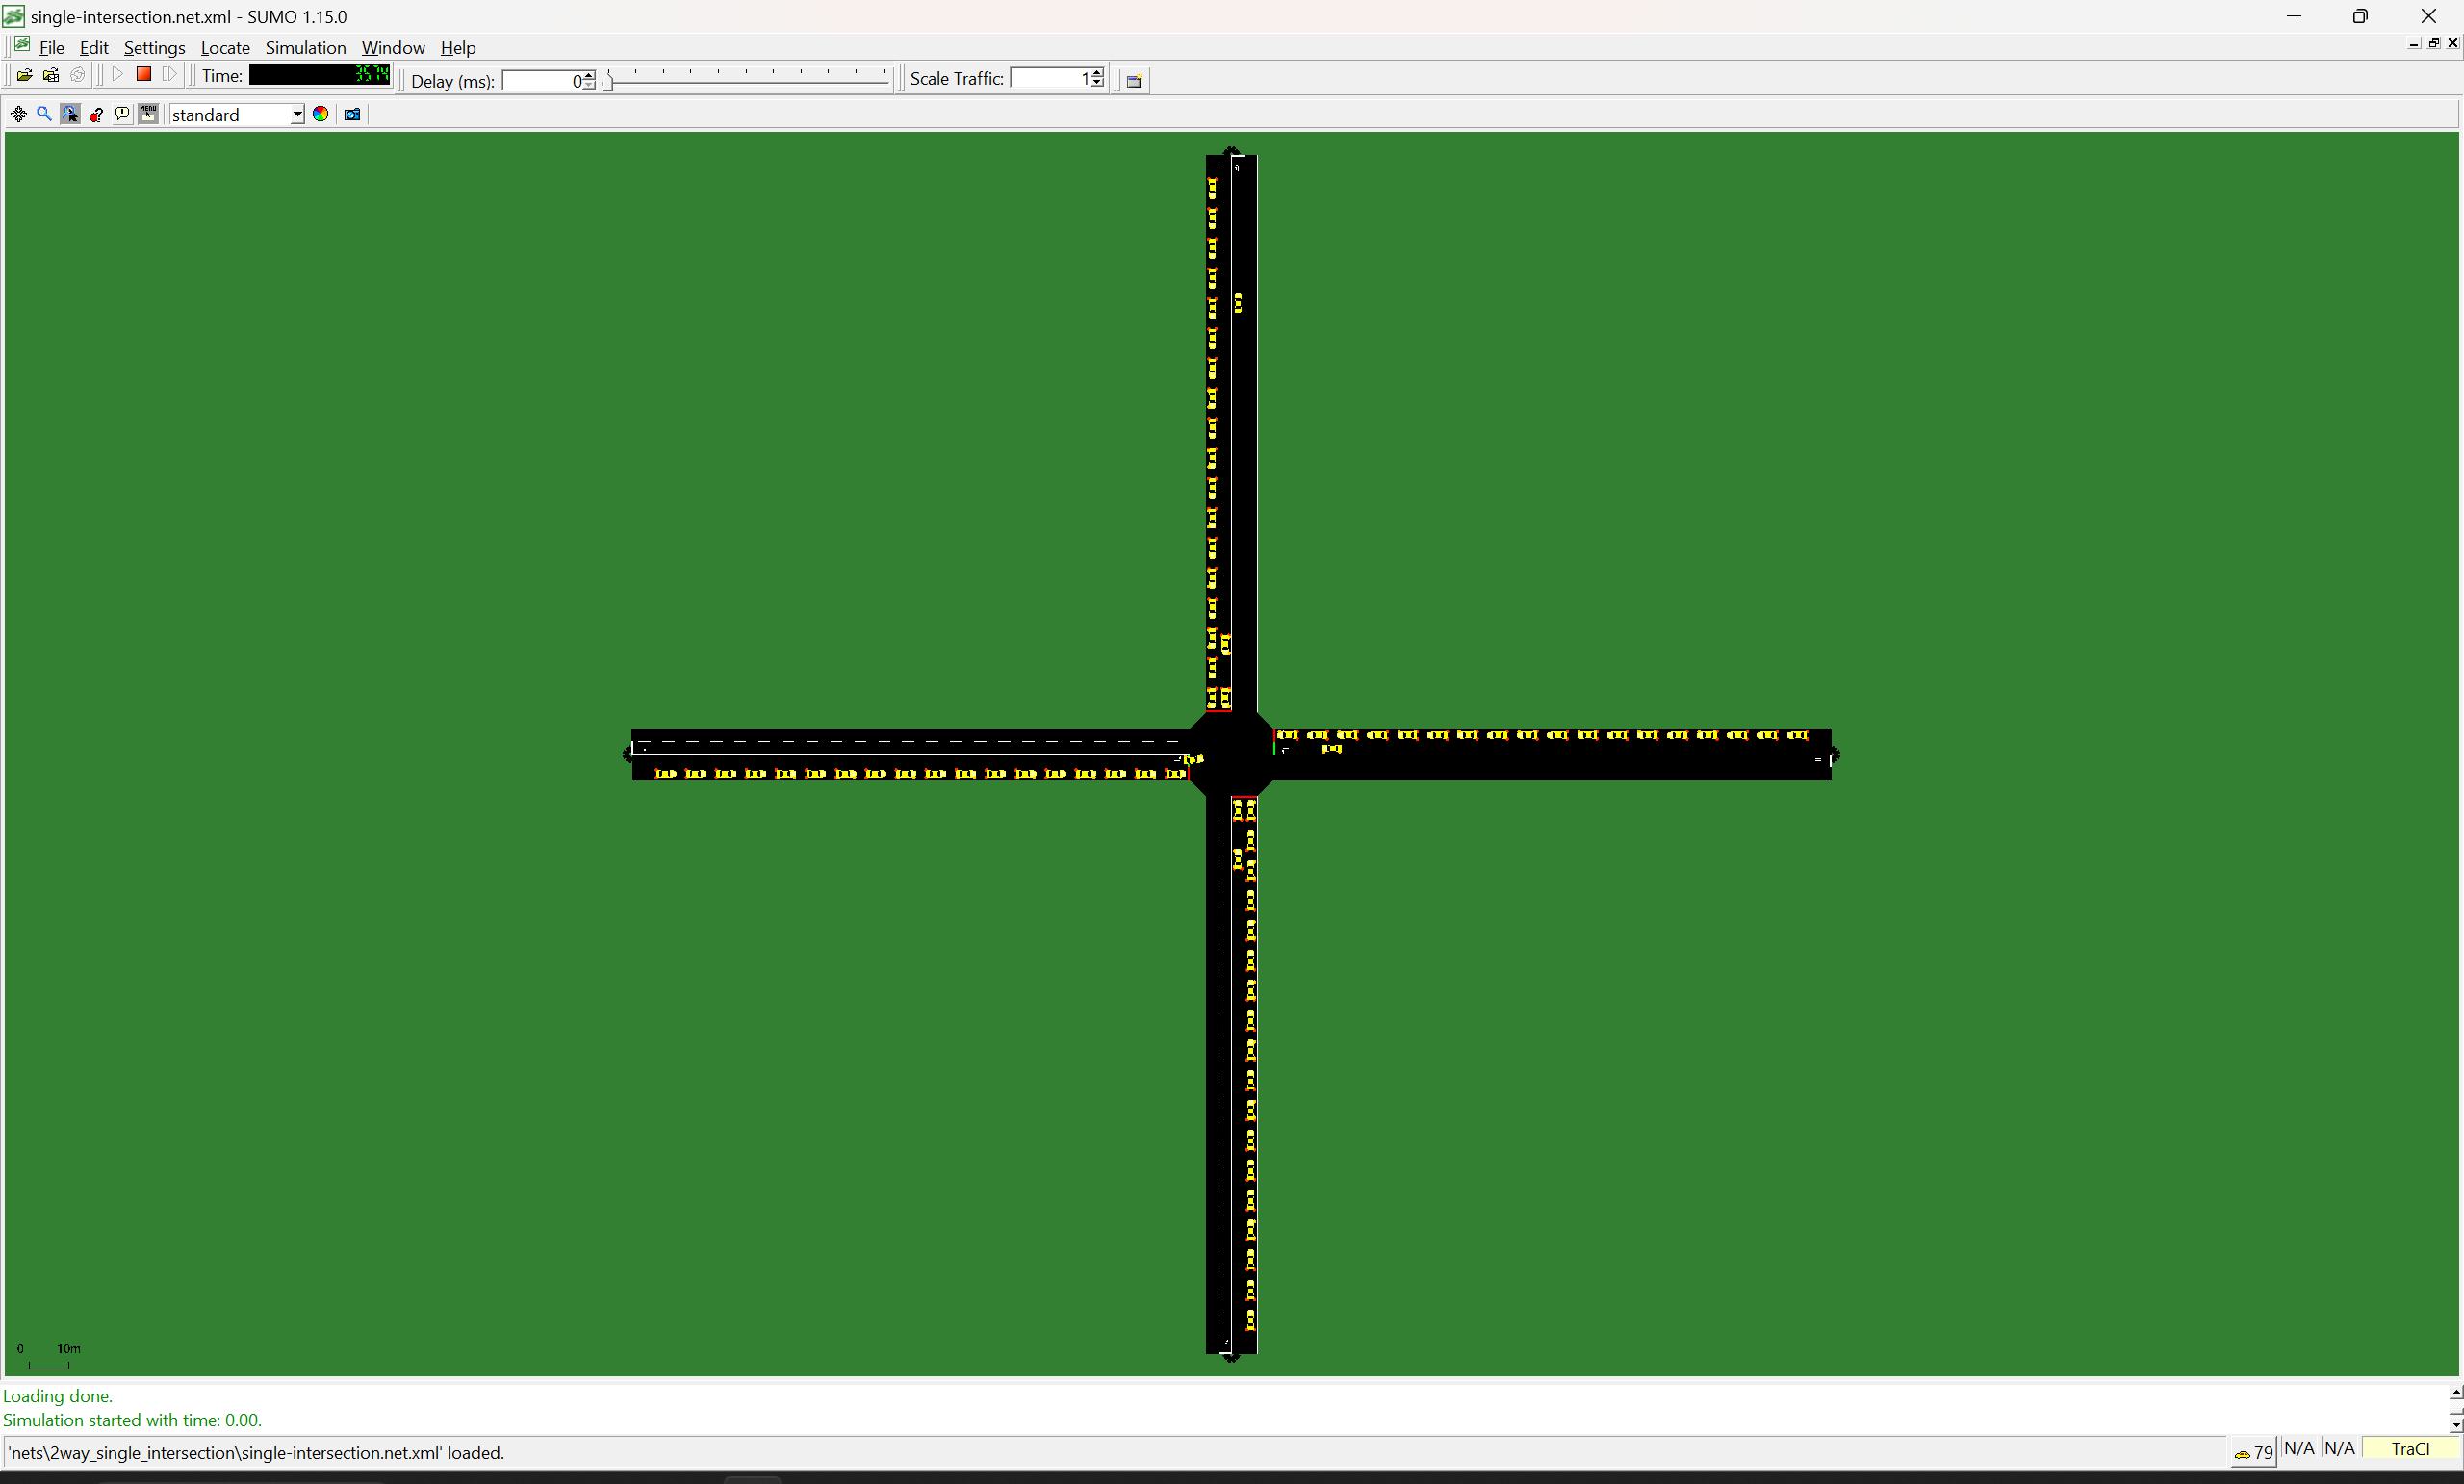 single-intersection.net.xml - SUMO 1.15.0
File Edit Settings Locate Simulation Window Help
Time: 3574 Delay (ms): 0 Scale Traffic: 1
MENU standard
0 10m
Loading done.
Simulation started with time: 0.00.
'nets\2way_single_intersection\single-intersection.net.xml' loaded. 79 N/A N/A TraCI